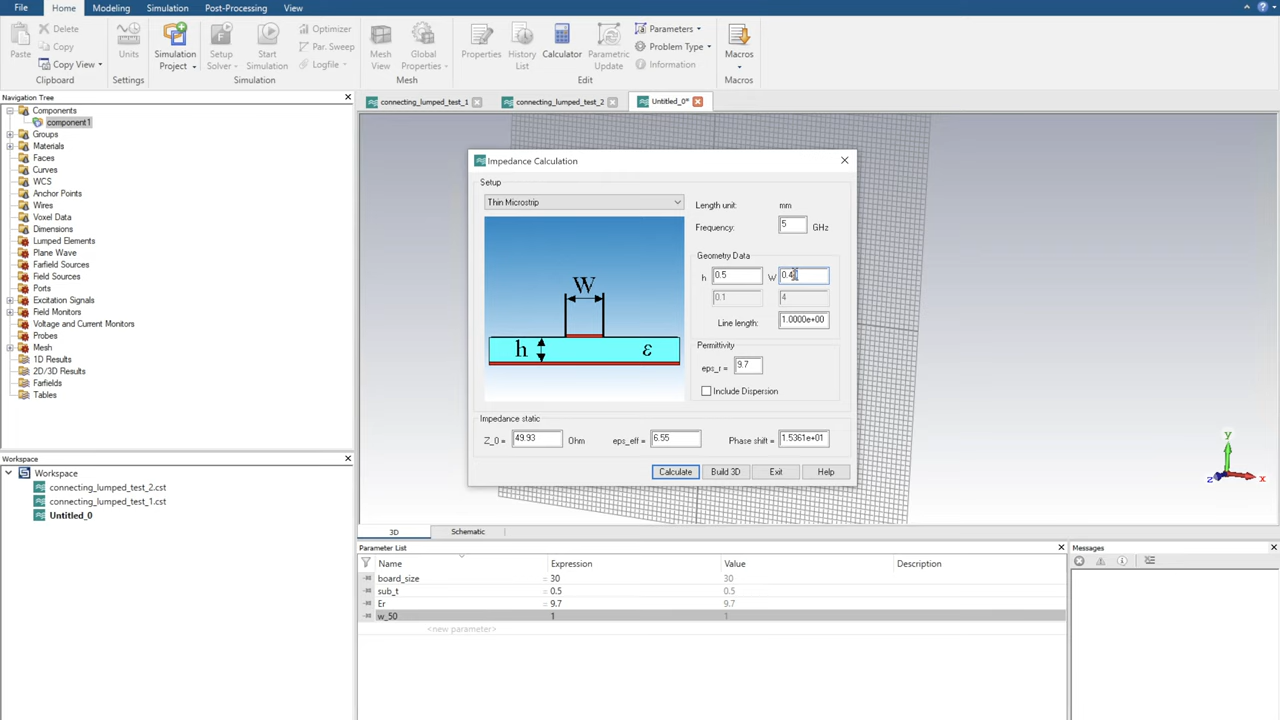 File Home Modeling Simulation Post-Processing View
Paste
Delete
Copy
Copy View
Clipboard
Units
Settings
Simulation Project
Setup Solver
Start Simulation
Optimizer
Par. Sweep
Logfile
Simulation
Mesh View
Global Properties
Mesh
Properties
History List
Calculator
Parametric Update
Parameters
Problem Type
Information
Edit
Macros
Macros
Navigation Tree
Components
component1
Groups
Materials
Faces
Curves
WCS
Anchor Points
Wires
Voxel Data
Dimensions
Lumped Elements
Plane Wave
Farfield Sources
Field Sources
Ports
Excitation Signals
Field Monitors
Voltage and Current Monitors
Probes
Mesh
1D Results
2D/3D Results
Farfields
Tables
Workspace
Workspace
connecting_lumped_test_2.cst
connecting_lumped_test_1.cst
Untitled_0
connecting_lumped_test_1 connecting_lumped_test_2 Untitled_0*
Impedance Calculation
Setup
Thin Microstrip
W
h ε
Length unit: mm
Frequency: 5 GHz
Geometry Data
h 0.5 W
0.1 4
Line length: 1.0000e+00
Permittivity
eps_r = 9.7
Include Dispersion
Impedance static
Z_0 = 49.93 Ohm eps_eff = 6.55 Phase shift = 1.5361e+01
Calculate Build 3D Exit Help
y
z x
3D Schematic
Parameter List
Name Expression Value Description
board_size = 30 30
sub_t = 0.5 0.5
Er = 9.7 9.7
w_50 1 1
<new parameter>
Messages